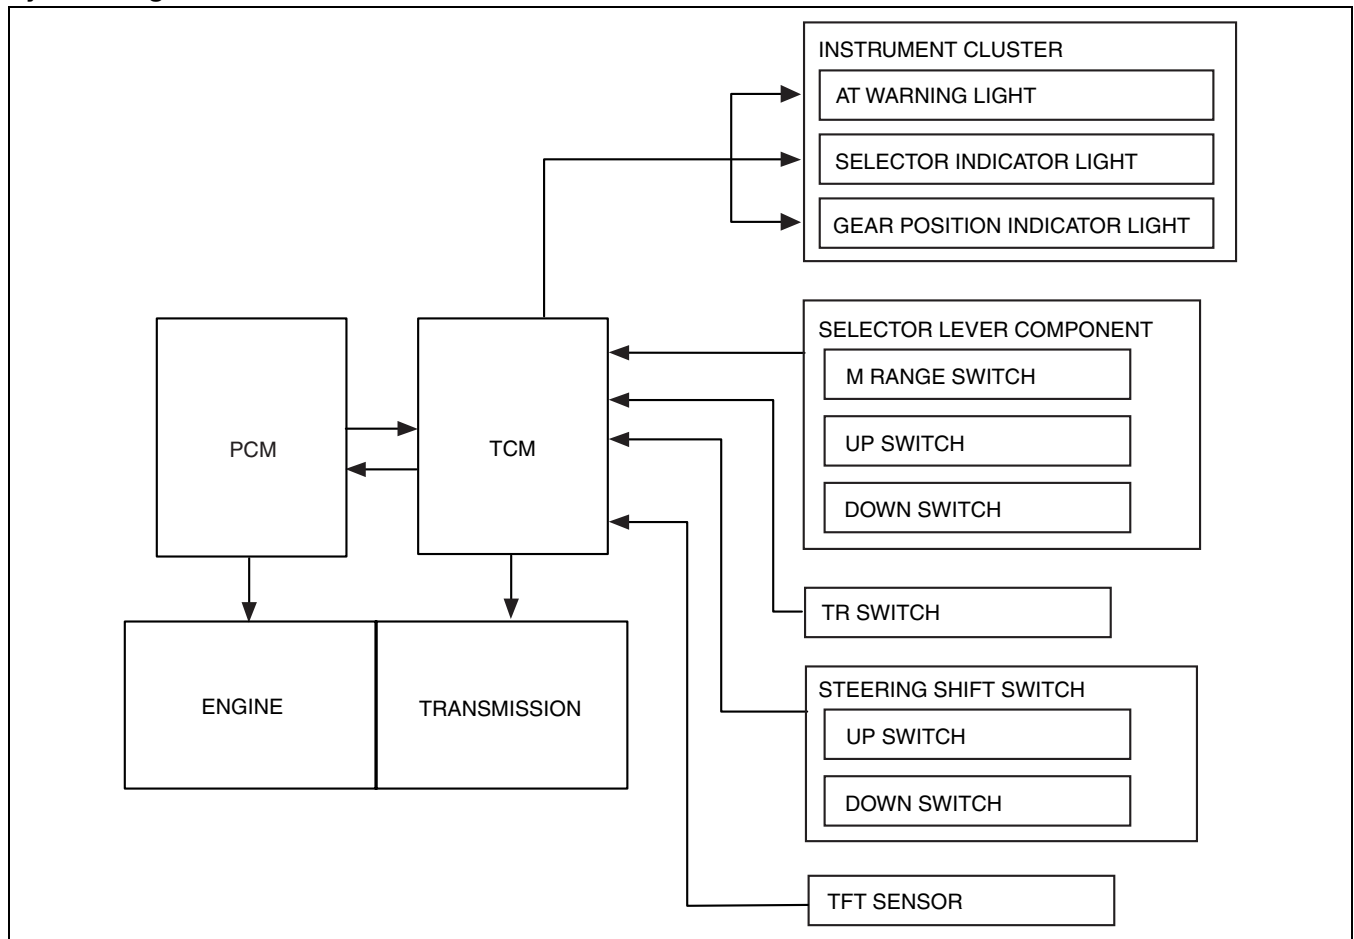 INSTRUMENT CLUSTER
AT WARNING LIGHT
SELECTOR INDICATOR LIGHT
GEAR POSITION INDICATOR LIGHT
SELECTOR LEVER COMPONENT
M RANGE SWITCH
UP SWITCH
DOWN SWITCH
PCM
TCM
TR SWITCH
STEERING SHIFT SWITCH
UP SWITCH
DOWN SWITCH
ENGINE
TRANSMISSION
TFT SENSOR